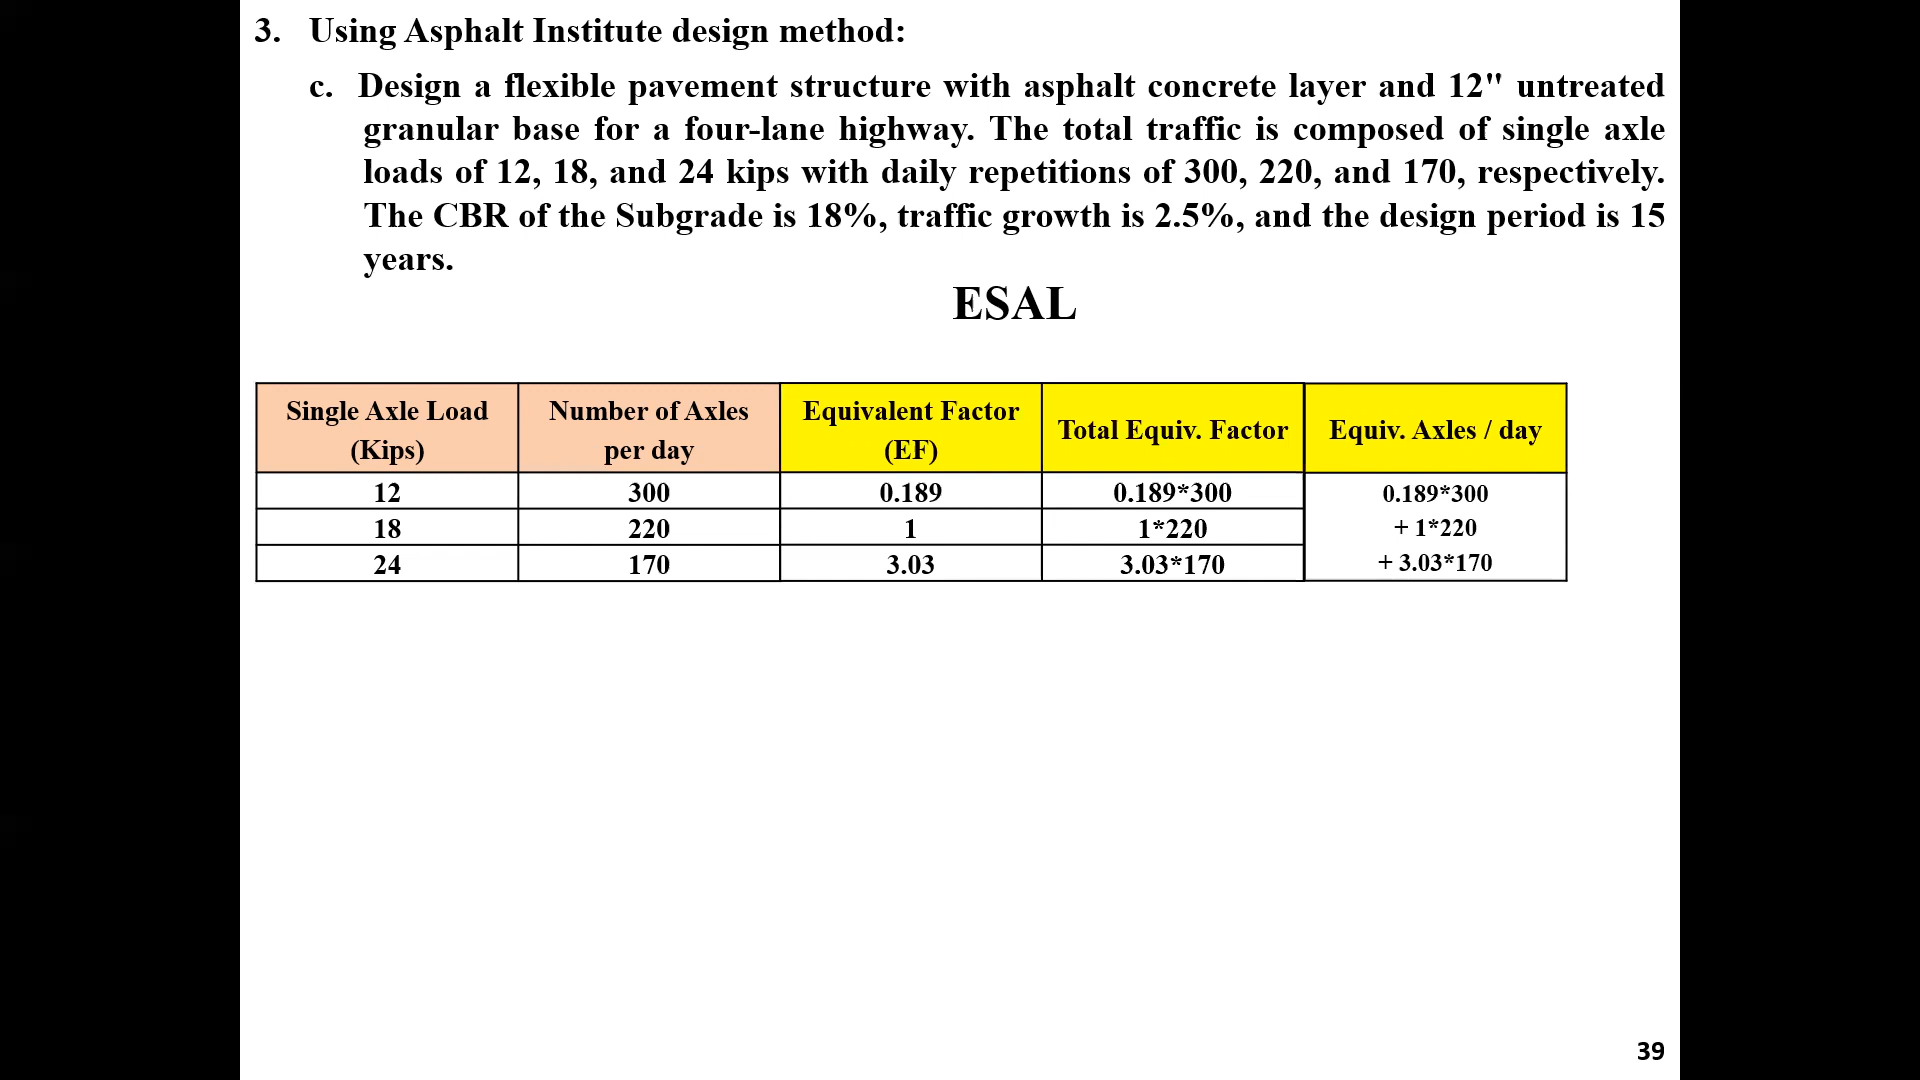 3. Using Asphalt Institute design method:
c. Design a flexible pavement structure with asphalt concrete layer and 12" untreated
granular base for a four-lane highway. The total traffic is composed of single axle
loads of 12, 18, and 24 kips with daily repetitions of 300, 220, and 170, respectively.
The CBR of the Subgrade is 18%, traffic growth is 2.5%, and the design period is 15
years.
ESAL
Single Axle Load (Kips) Number of Axles per day Equivalent Factor (EF) Total Equiv. Factor Equiv. Axles / day
12 300 0.189 0.189*300 0.189*300
18 220 1 1*220 + 1*220
24 170 3.03 3.03*170 + 3.03*170
39